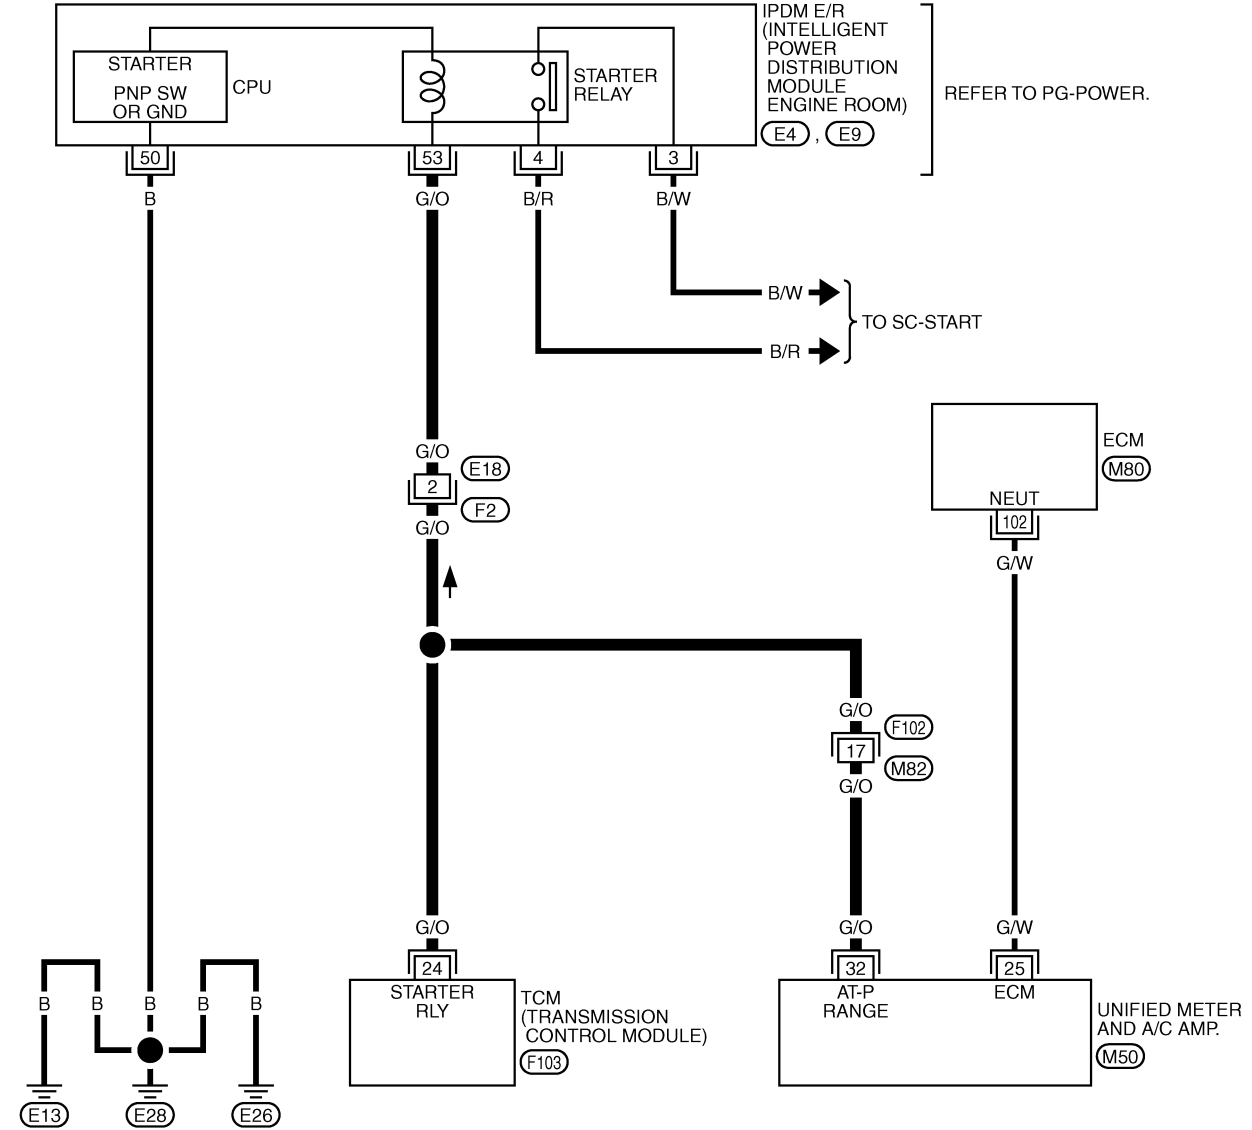 IPDM E/R
(INTELLIGENT
POWER
DISTRIBUTION
MODULE
ENGINE ROOM)
E4 , E9
REFER TO PG-POWER.
STARTER
PNP SW
OR GND
CPU
STARTER
RELAY
50
53
4
3
B
G/O
B/R
B/W
B/W
B/R
TO SC-START
G/O
E18
2
F2
G/O
ECM
M80
NEUT
102
G/W
G/O
F102
17
M82
G/O
G/O
G/O
G/W
24
32
25
STARTER
RLY
TCM
(TRANSMISSION
CONTROL MODULE)
F103
AT-P
RANGE
ECM
UNIFIED METER
AND A/C AMP.
M50
B
B
B
B
B
E13
E28
E26